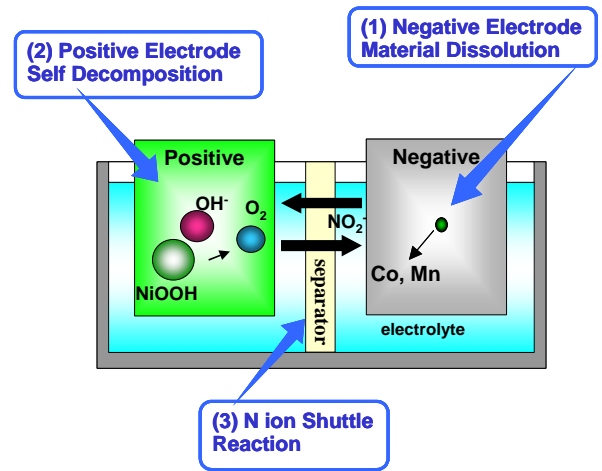 (1) Negative Electrode
Material Dissolution
(2) Positive Electrode
Self Decomposition
Positive
Negative
OH-
O2
NO2-
NiOOH
Co, Mn
separator
electrolyte
(3) N ion Shuttle
Reaction